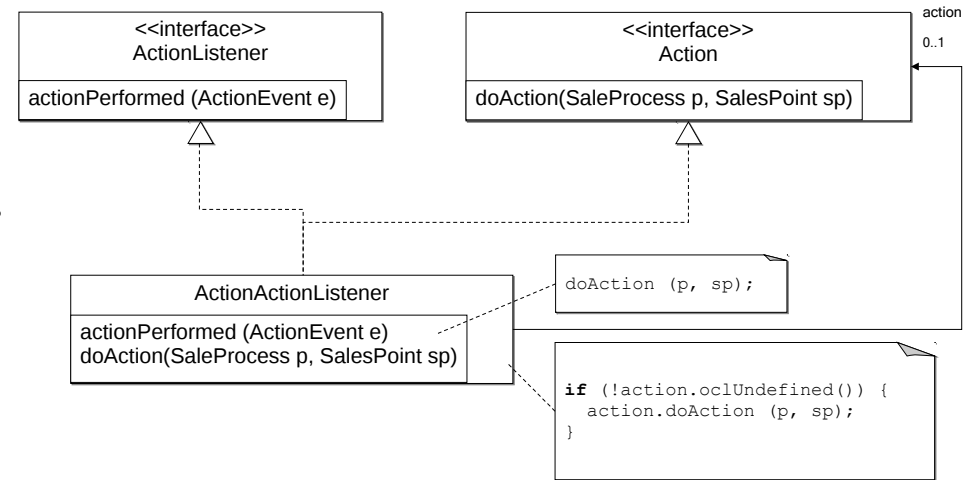 <<interface>>
ActionListener
actionPerformed (ActionEvent e)
<<interface>>
Action
doAction(SaleProcess p, SalesPoint sp)
action
0..1
ActionActionListener
actionPerformed (ActionEvent e)
doAction(SaleProcess p, SalesPoint sp)
doAction (p, sp);
if (!action.oclUndefined()) {
action.doAction (p, sp);
}